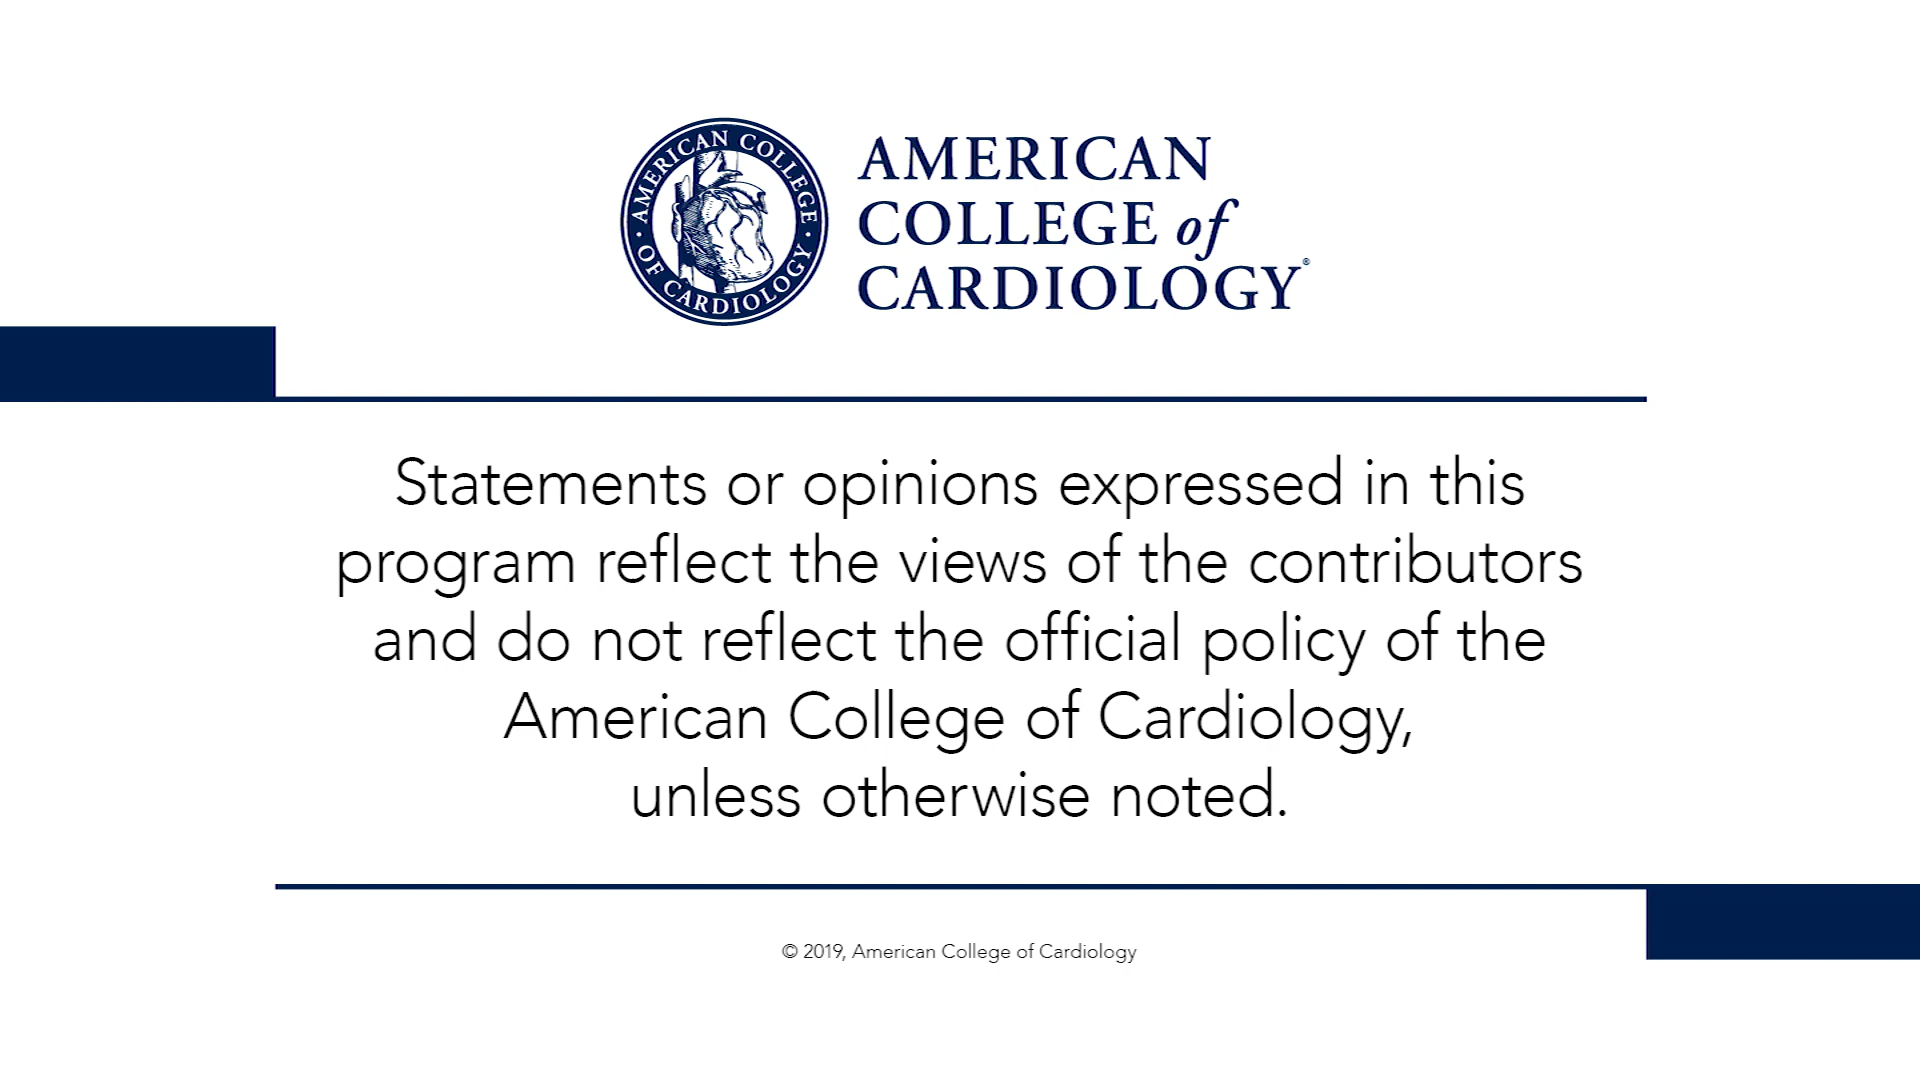 AMERICAN COLLEGE
· OF CARDIOLOGY ·
AMERICAN
COLLEGE of
CARDIOLOGY®
Statements or opinions expressed in this
program reflect the views of the contributors
and do not reflect the official policy of the
American College of Cardiology,
unless otherwise noted.
© 2019, American College of Cardiology